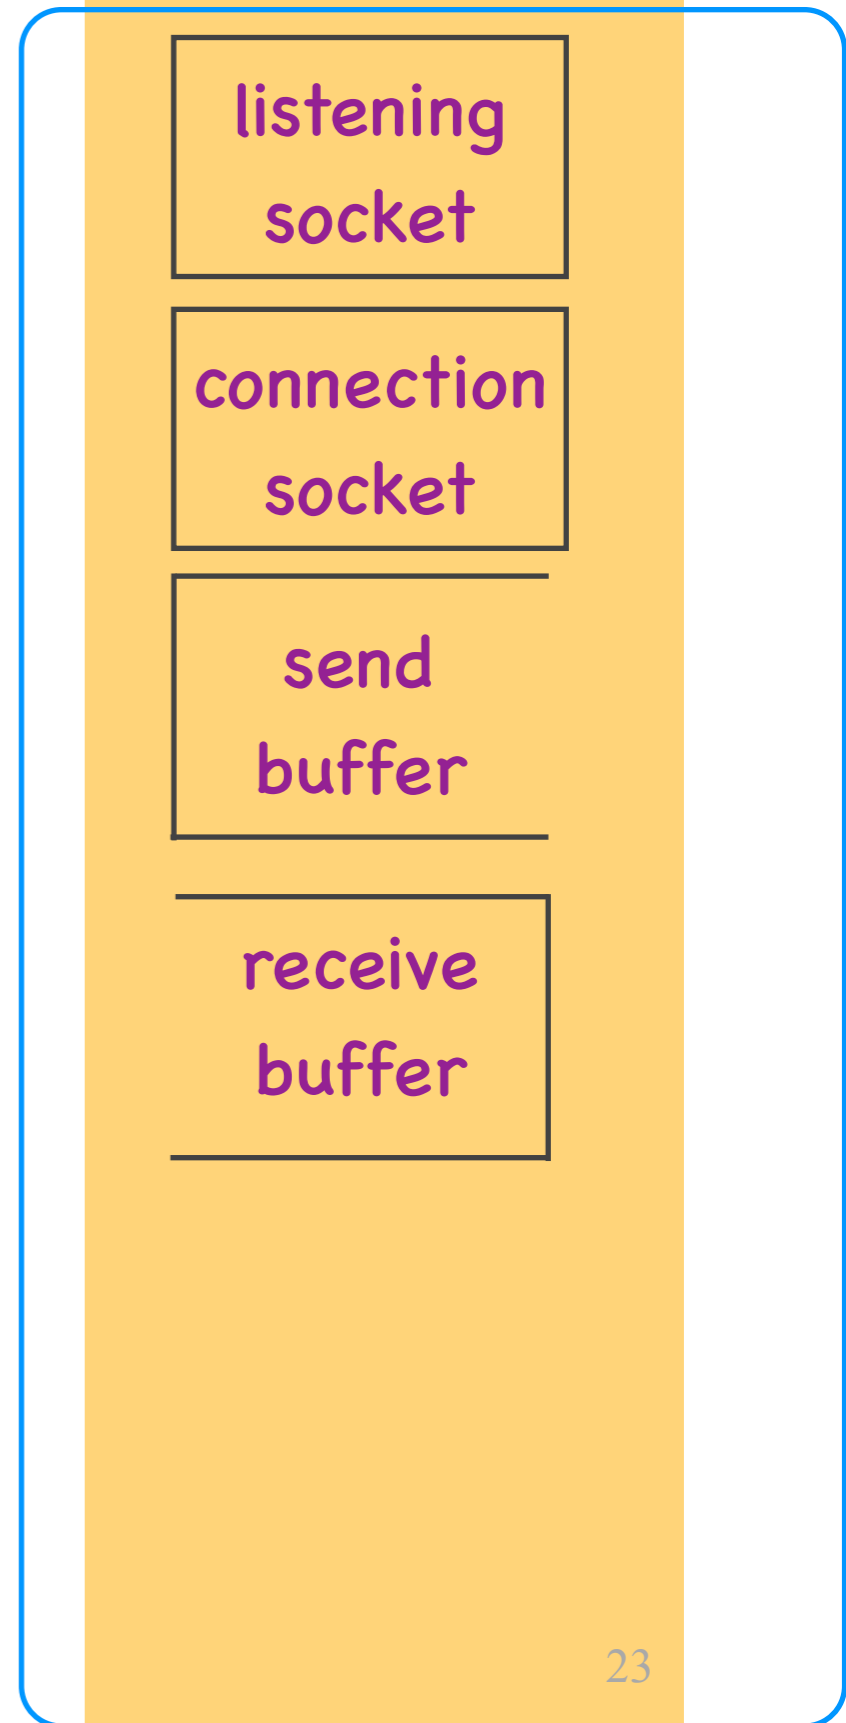 listening
socket
connection
socket
send
buffer
receive
buffer
23